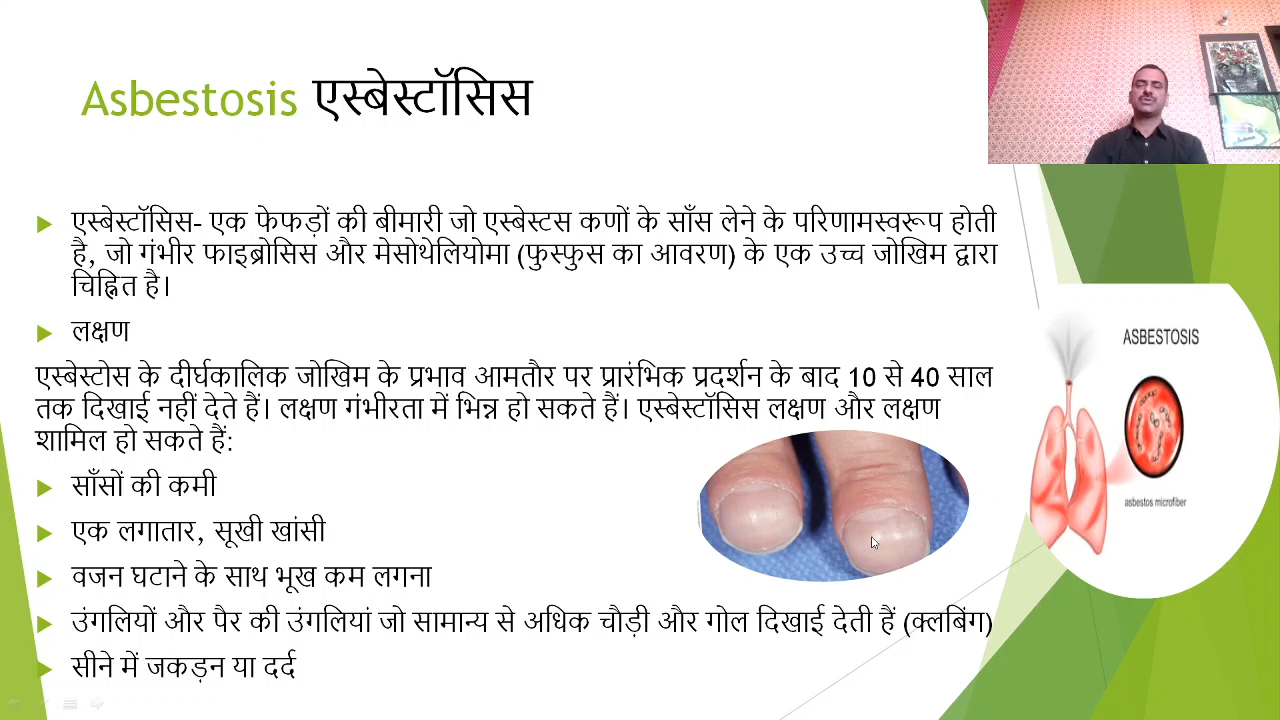 Asbestosis एस्बेस्टॉसिस
एस्बेस्टॉसिस- एक फेफड़ों की बीमारी जो एस्बेस्टस कणों के साँस लेने के परिणामस्वरूप होती
है, जो गंभीर फाइब्रोसिस और मेसोथेलियोमा (फुस्फुस का आवरण) के एक उच्च जोखिम द्वारा
चिह्नित है।
लक्षण
एस्बेस्टोस के दीर्घकालिक जोखिम के प्रभाव आमतौर पर प्रारंभिक प्रदर्शन के बाद 10 से 40 साल
तक दिखाई नहीं देते हैं। लक्षण गंभीरता में भिन्न हो सकते हैं। एस्बेस्टॉसिस लक्षण और लक्षण
शामिल हो सकते हैं:
साँसों की कमी
एक लगातार, सूखी खांसी
वजन घटाने के साथ भूख कम लगना
उंगलियों और पैर की उंगलियां जो सामान्य से अधिक चौड़ी और गोल दिखाई देती हैं (क्लबिंग)
सीने में जकड़न या दर्द
ASBESTOSIS
asbestos microfiber